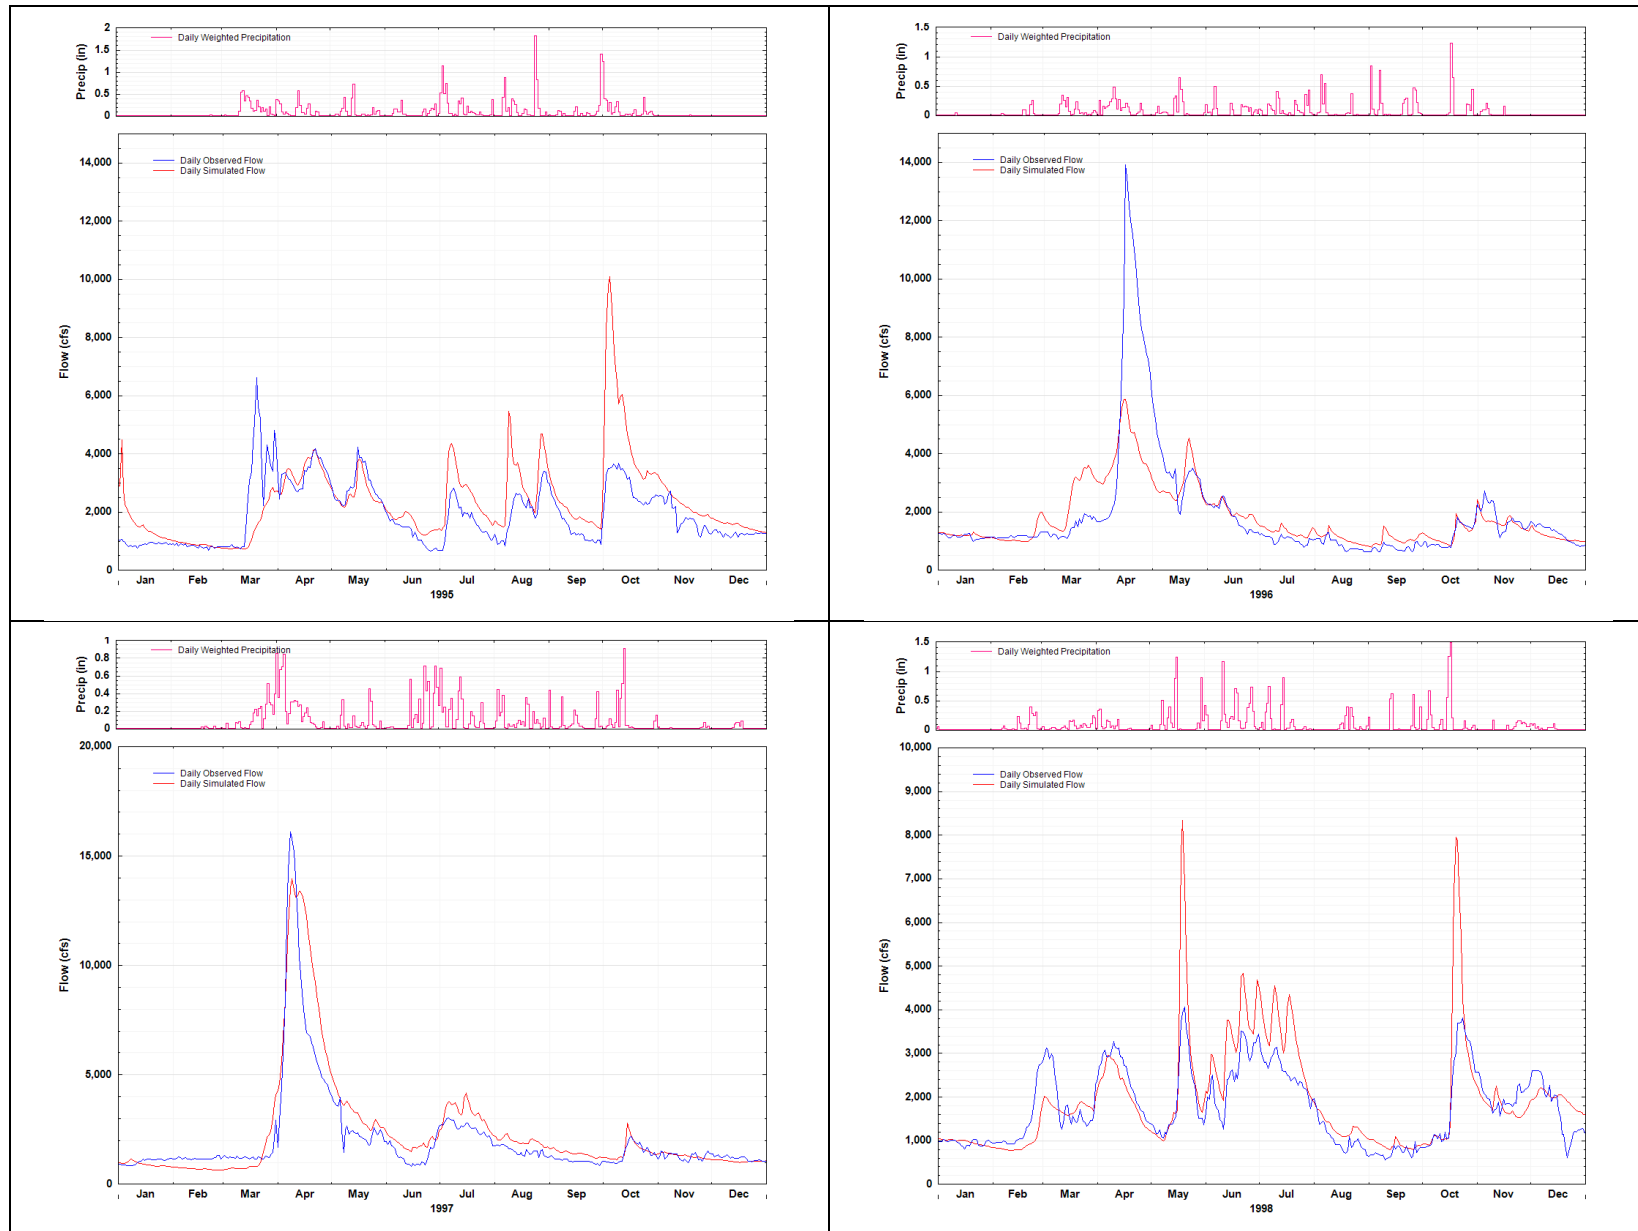 2
Daily Weighted Precipitation
1.5
Precip (in)
1
0.5
0
14,000
Daily Observed Flow
Daily Simulated Flow
12,000
10,000
8,000
Flow (cfs)
6,000
4,000
2,000
0
Jan Feb Mar Apr May Jun Jul Aug Sep Oct Nov Dec
1995
1.5
Daily Weighted Precipitation
1
Precip (in)
0.5
0
14,000
Daily Observed Flow
Daily Simulated Flow
12,000
10,000
8,000
Flow (cfs)
6,000
4,000
2,000
0
Jan Feb Mar Apr May Jun Jul Aug Sep Oct Nov Dec
1996
1
Daily Weighted Precipitation
0.8
0.6
Precip (in)
0.4
0.2
0
20,000
Daily Observed Flow
Daily Simulated Flow
15,000
Flow (cfs)
10,000
5,000
0
Jan Feb Mar Apr May Jun Jul Aug Sep Oct Nov Dec
1997
1.5
Daily Weighted Precipitation
1
Precip (in)
0.5
0
10,000
Daily Observed Flow
Daily Simulated Flow
9,000
8,000
7,000
6,000
Flow (cfs)
5,000
4,000
3,000
2,000
1,000
0
Jan Feb Mar Apr May Jun Jul Aug Sep Oct Nov Dec
1998